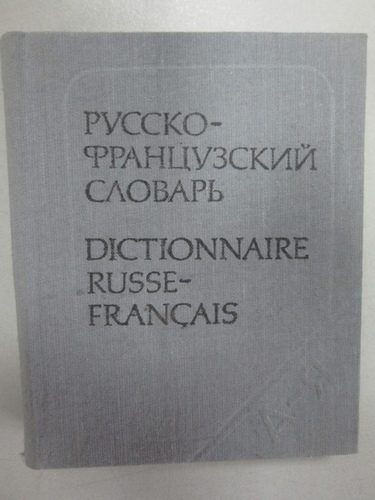 РУССКО-
ФРАНЦУЗСКИЙ
СЛОВАРЬ
DICTIONNAIRE
RUSSE-
FRANÇAIS
А-Я